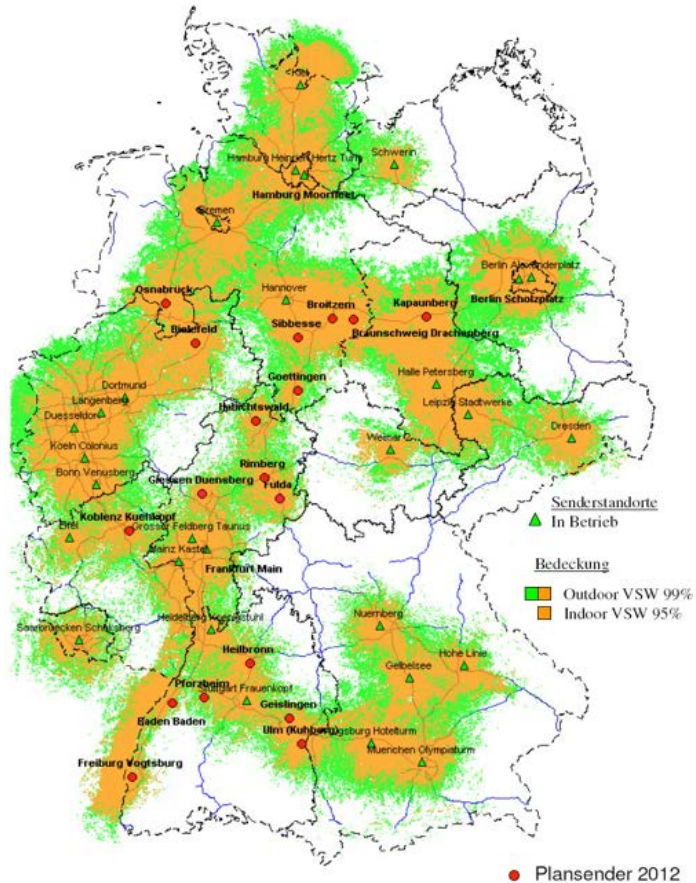 Kiel
Hamburg Heinrich Hertz Turm
Schwerin
Hamburg Moorfleet
Bremen
Berlin Alexanderplatz
Osnabruck
Hannover
Broitzem
Kapaunberg
Berlin Scholzplatz
Bielefeld
Sibbesse
Braunschweig Drachenberg
Goettingen
Halle Petersberg
Dortmund
Langenberg
Habichtswald
Leipzig Stadtwerke
Duesseldorf
Dresden
Koeln Colonius
Weimar
Bonn Venusberg
Rimberg
Giessen Duensberg
Fulda
Senderstandorte
In Betrieb
Koblenz Kuehkopf
Eifel
Grosser Feldberg Taunus
Mainz Kastel
Frankfurt Main
Bedeckung
Outdoor VSW 99%
Indoor VSW 95%
Nuernberg
Heidelberg Koenigstuhl
Saarbruecken Schoksberg
Heilbronn
Hohe Linie
Gelbelsee
Pforzheim
Stuttgart Frauenkopf
Baden Baden
Geislingen
Ulm (Kuhberg)
Augsburg Hotelturm
Muenchen Olympiaturm
Freiburg Vogtsburg
Plansender 2012